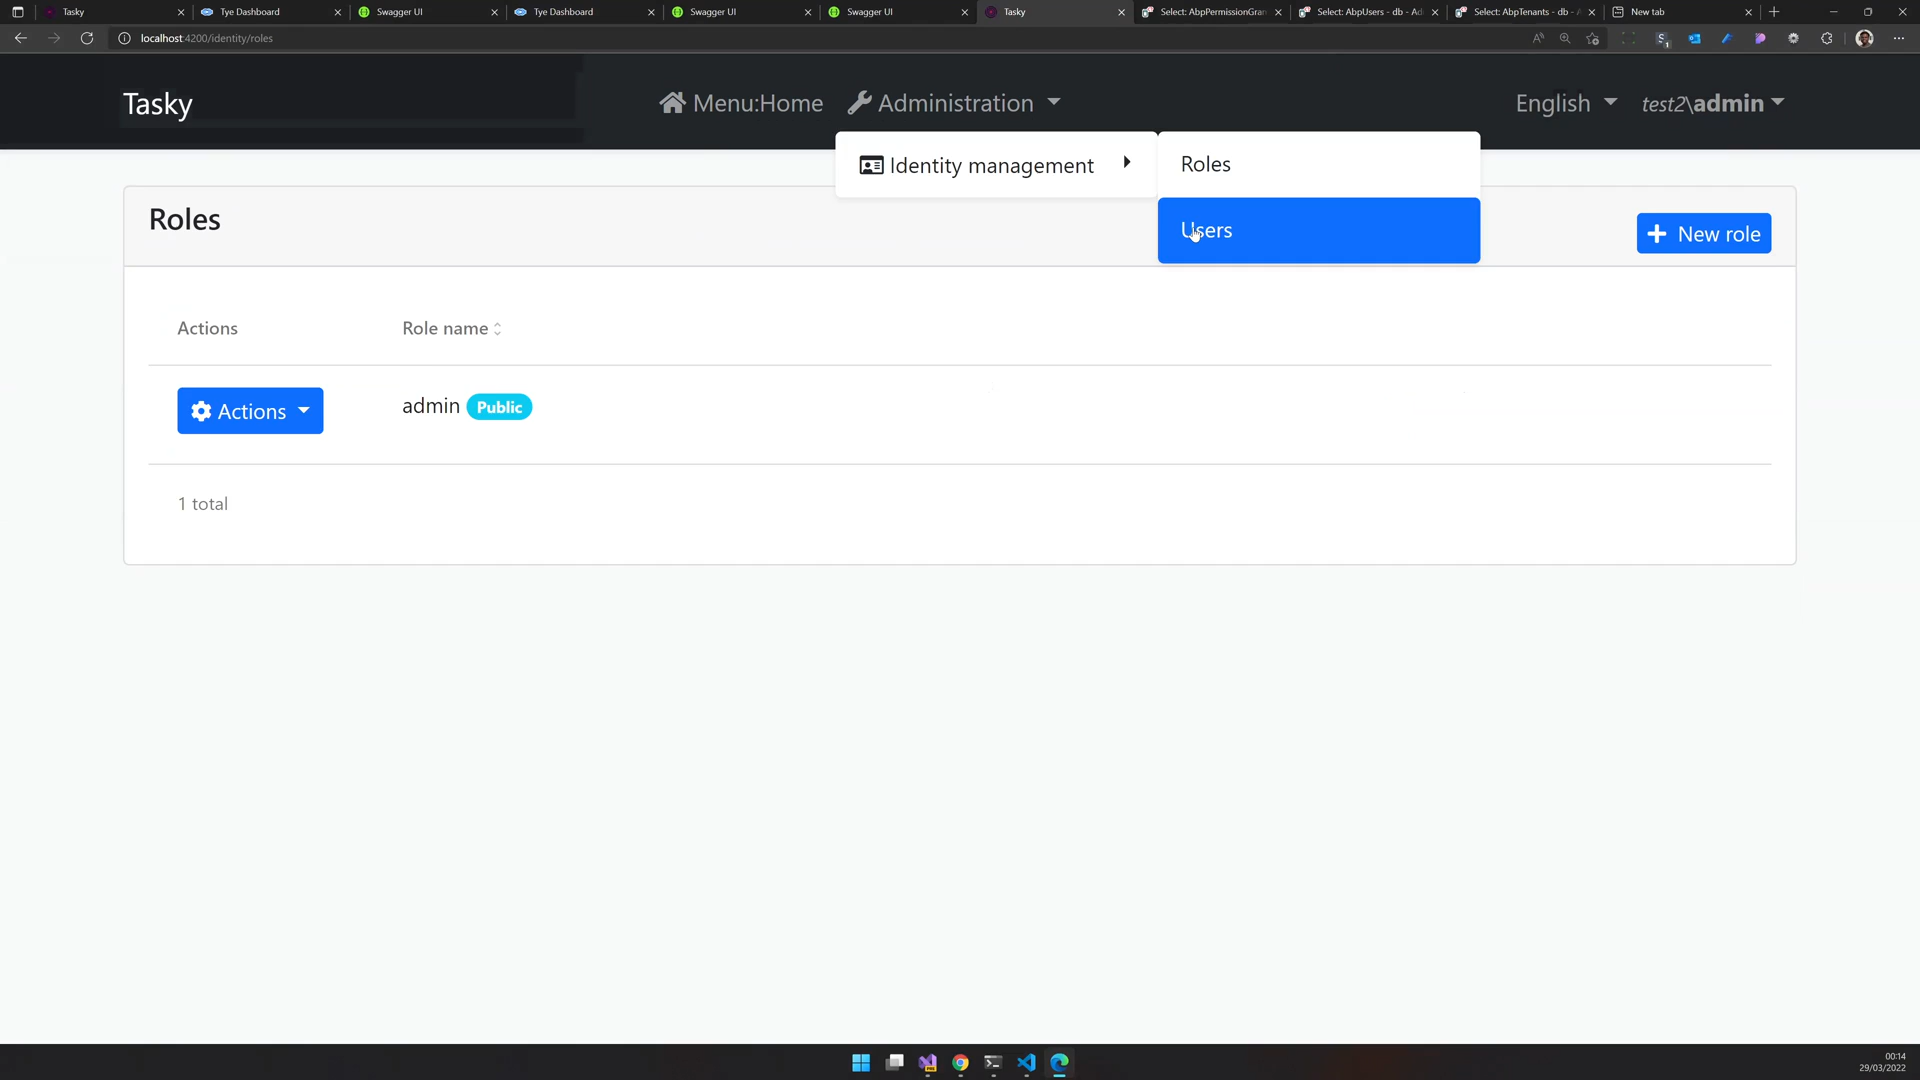 Tasky
Tye Dashboard
Swagger UI
Tye Dashboard
Swagger UI
Swagger UI
Tasky
Select: AbpPermissionGran
Select: AbpUsers - db - Ad
Select: AbpTenants - db - A
New tab
localhost:4200/identity/roles
Tasky
Menu:Home
Administration
English
test2\admin
Identity management
Roles
Users
Roles
New role
Actions
Role name
Actions
admin
Public
1 total
00:14
29/03/2022